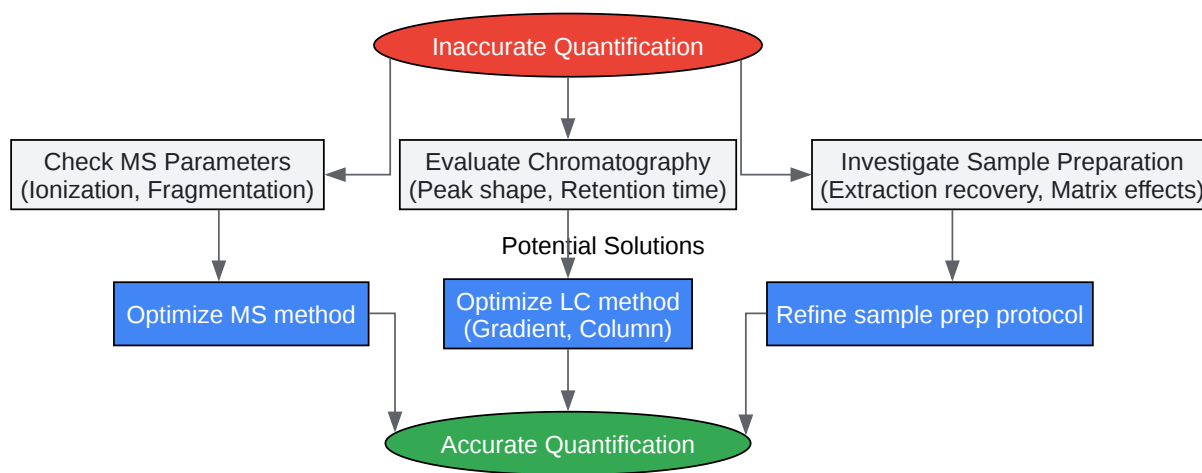 Inaccurate Quantification
Check MS Parameters
(Ionization, Fragmentation)
Evaluate Chromatography
(Peak shape, Retention time)
Investigate Sample Preparation
(Extraction recovery, Matrix effects)
Potential Solutions
Optimize MS method
Optimize LC method
(Gradient, Column)
Refine sample prep protocol
Accurate Quantification